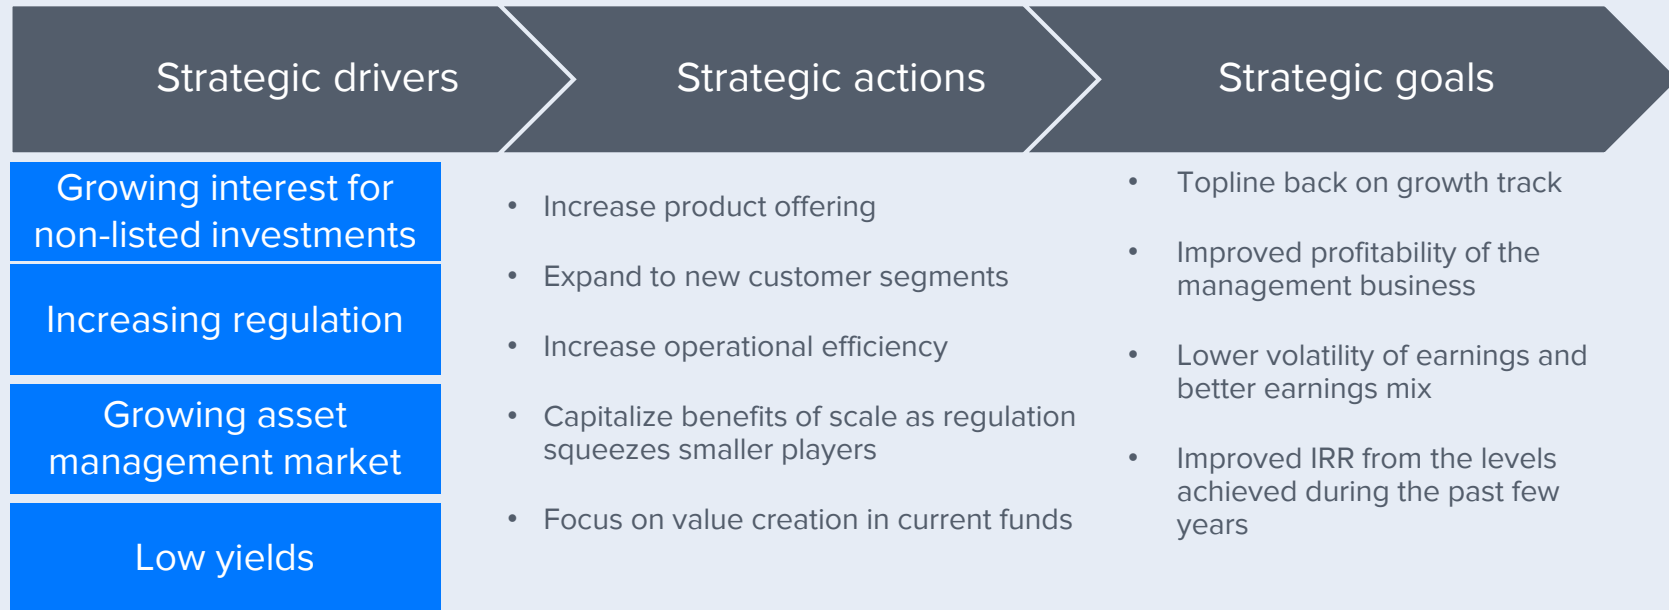 Strategic drivers
Strategic actions
Strategic goals
Growing interest for
non-listed investments
Increasing regulation
Growing asset
management market
Low yields
• Increase product offering
• Expand to new customer segments
• Increase operational efficiency
• Capitalize benefits of scale as regulation
squeezes smaller players
• Focus on value creation in current funds
• Topline back on growth track
• Improved profitability of the
management business
• Lower volatility of earnings and
better earnings mix
• Improved IRR from the levels
achieved during the past few
years